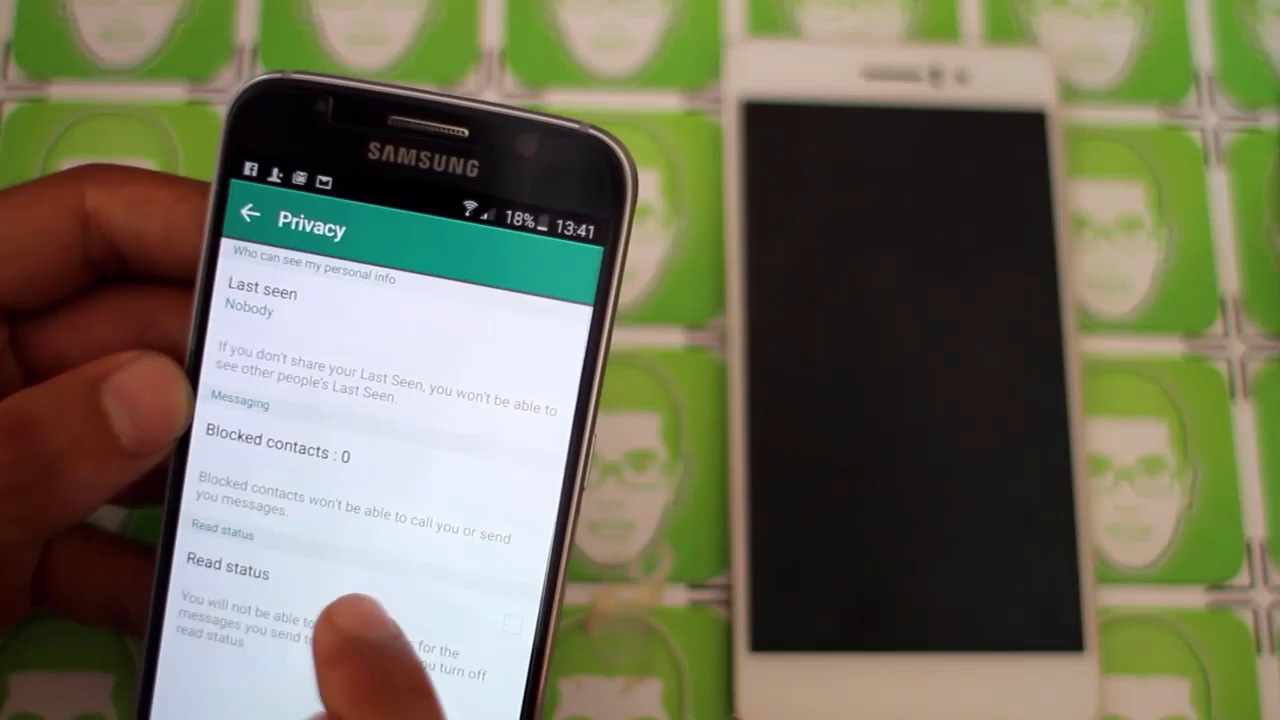 SAMSUNG
18% 13:41
Privacy
Who can see my personal info
Last seen
Nobody
If you don't share your Last Seen, you won't be able to
see other people's Last Seen.
Messaging
Blocked contacts : 0
Blocked contacts won't be able to call you or send
you messages.
Read status
Read status
You will not be able to for the
messages you send to you turn off
read status